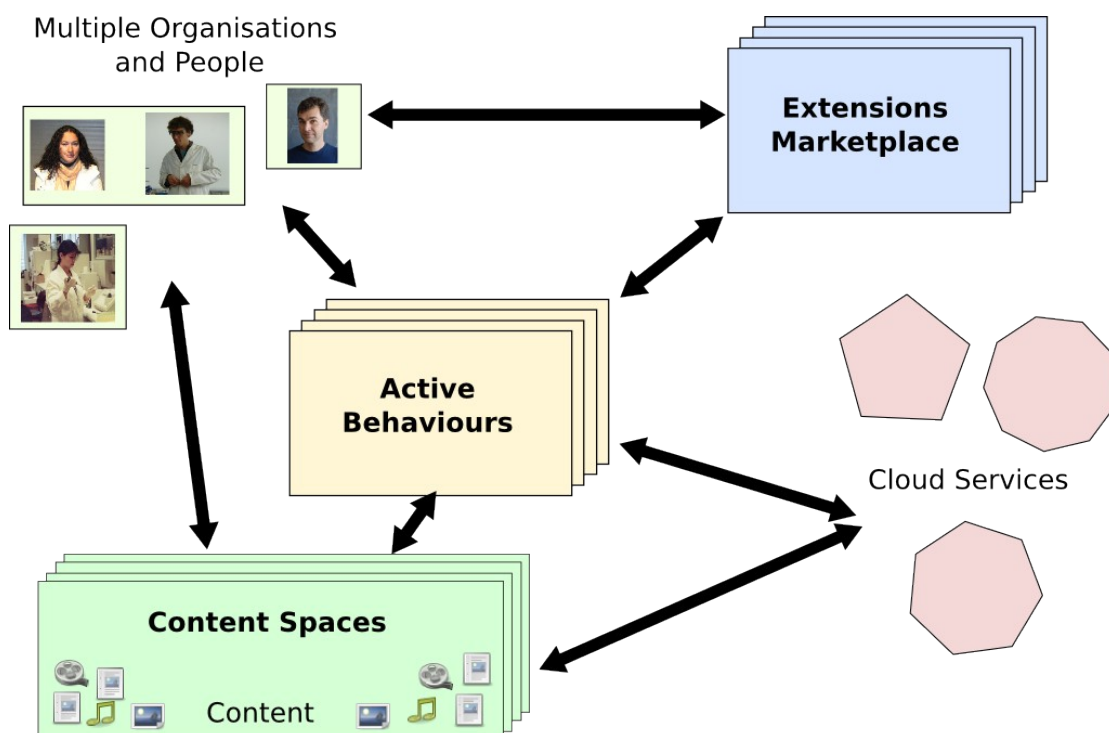 Multiple Organisations
and People
Extensions
Marketplace
Active
Behaviours
Cloud Services
Content Spaces
Content